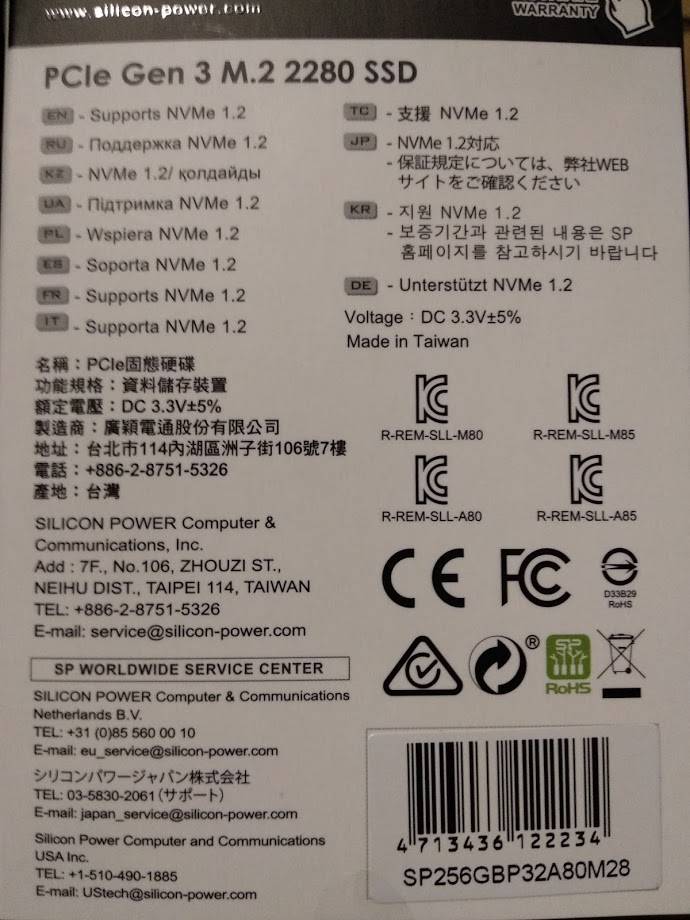 www.silicon-power.com
WARRANTY
PCIe Gen 3 M.2 2280 SSD
EN - Supports NVMe 1.2
RU - Поддержка NVMe 1.2
KZ - NVMe 1.2/ қолдайды
UA - Підтримка NVMe 1.2
PL - Wspiera NVMe 1.2
ES - Soporta NVMe 1.2
FR - Supports NVMe 1.2
IT - Supporta NVMe 1.2
TC - 支援 NVMe 1.2
JP - NVMe 1.2対応
- 保証規定については、弊社WEB
サイトをご確認ください
KR - 지원 NVMe 1.2
- 보증기간과 관련된 내용은 SP
홈페이지를 참고하시기 바랍니다
DE - Unterstützt NVMe 1.2
Voltage : DC 3.3V±5%
Made in Taiwan
名稱：PCIe固態硬碟
功能規格：資料儲存裝置
額定電壓：DC 3.3V±5%
製造商：廣穎電通股份有限公司
地址：台北市114內湖區洲子街106號7樓
電話：+886-2-8751-5326
產地：台灣
SILICON POWER Computer &
Communications, Inc.
Add : 7F., No.106, ZHOUZI ST.,
NEIHU DIST., TAIPEI 114, TAIWAN
TEL: +886-2-8751-5326
E-mail: service@silicon-power.com
SP WORLDWIDE SERVICE CENTER
SILICON POWER Computer & Communications
Netherlands B.V.
TEL: +31 (0)85 560 00 10
E-mail: eu_service@silicon-power.com
シリコンパワージャパン株式会社
TEL: 03-5830-2061（サポート）
E-mail: japan_service@silicon-power.com
Silicon Power Computer and Communications
USA Inc.
TEL: +1-510-490-1885
E-mail: UStech@silicon-power.com
R-REM-SLL-M80
R-REM-SLL-M85
R-REM-SLL-A80
R-REM-SLL-A85
CE
FC
D33B29
RoHS
®
SP
RoHS
4 713436 122234
SP256GBP32A80M28